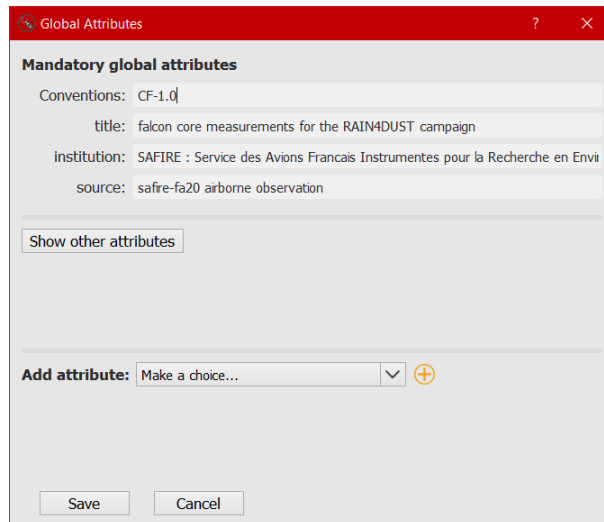 Global Attributes ? ×
Mandatory global attributes
Conventions: CF-1.0
title: falcon core measurements for the RAIN4DUST campaign
institution: SAFIRE : Service des Avions Francais Instrumentes pour la Recherche en Envir
source: safire-fa20 airborne observation
Show other attributes
Add attribute: Make a choice...
Save Cancel